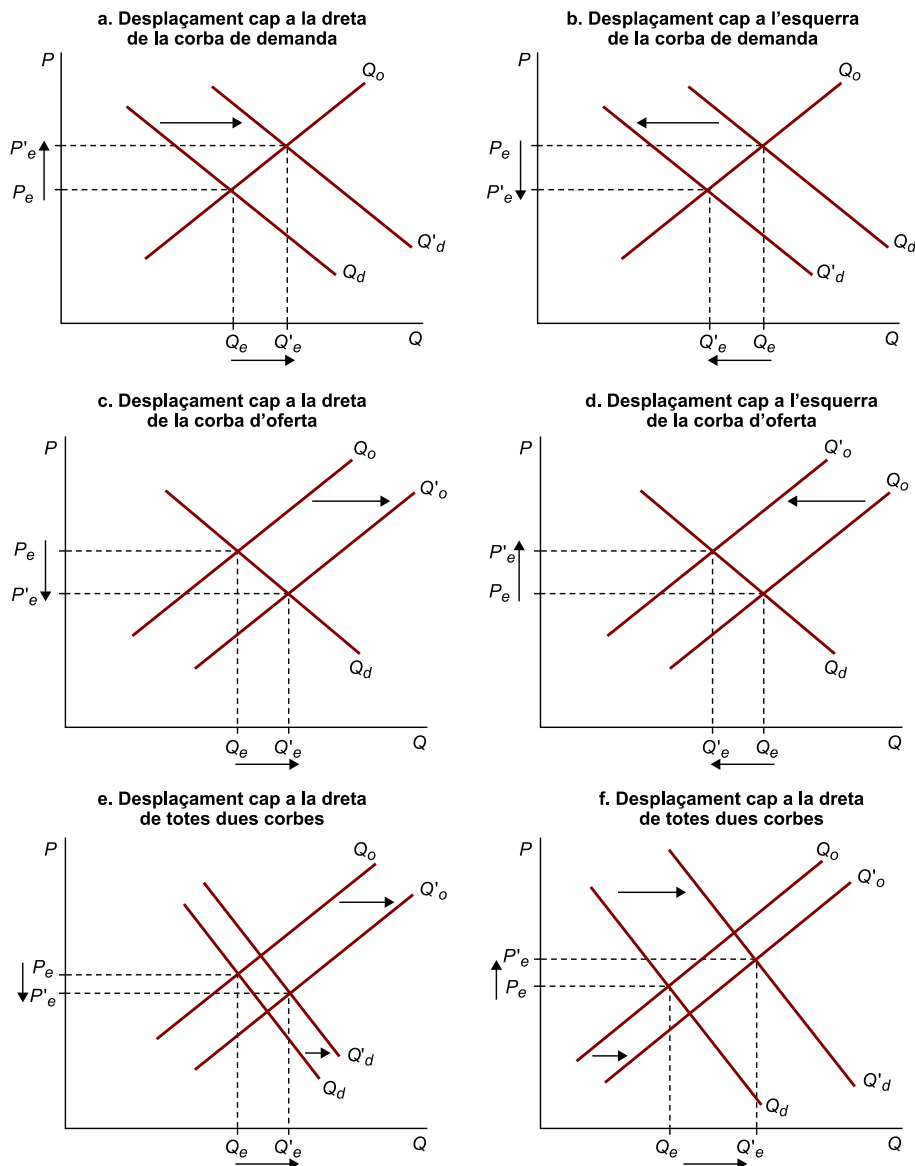 a. Desplaçament cap a la dreta
de la corba de demanda
P
Qo
P'e
Pe
Q'd
Qd
Qe
Q'e
Q
b. Desplaçament cap a l'esquerra
de la corba de demanda
P
Qo
Pe
P'e
Qd
Q'd
Q'e
Qe
Q
c. Desplaçament cap a la dreta
de la corba d'oferta
P
Qo
Q'o
Pe
P'e
Qd
Qe
Q'e
Q
d. Desplaçament cap a l'esquerra
de la corba d'oferta
P
Q'o
Qo
P'e
Pe
Qd
Q'e
Qe
Q
e. Desplaçament cap a la dreta
de totes dues corbes
P
Qo
Q'o
Pe
P'e
Q'd
Qd
Qe
Q'e
Q
f. Desplaçament cap a la dreta
de totes dues corbes
P
Qo
Q'o
P'e
Pe
Q'd
Qd
Qe
Q'e
Q